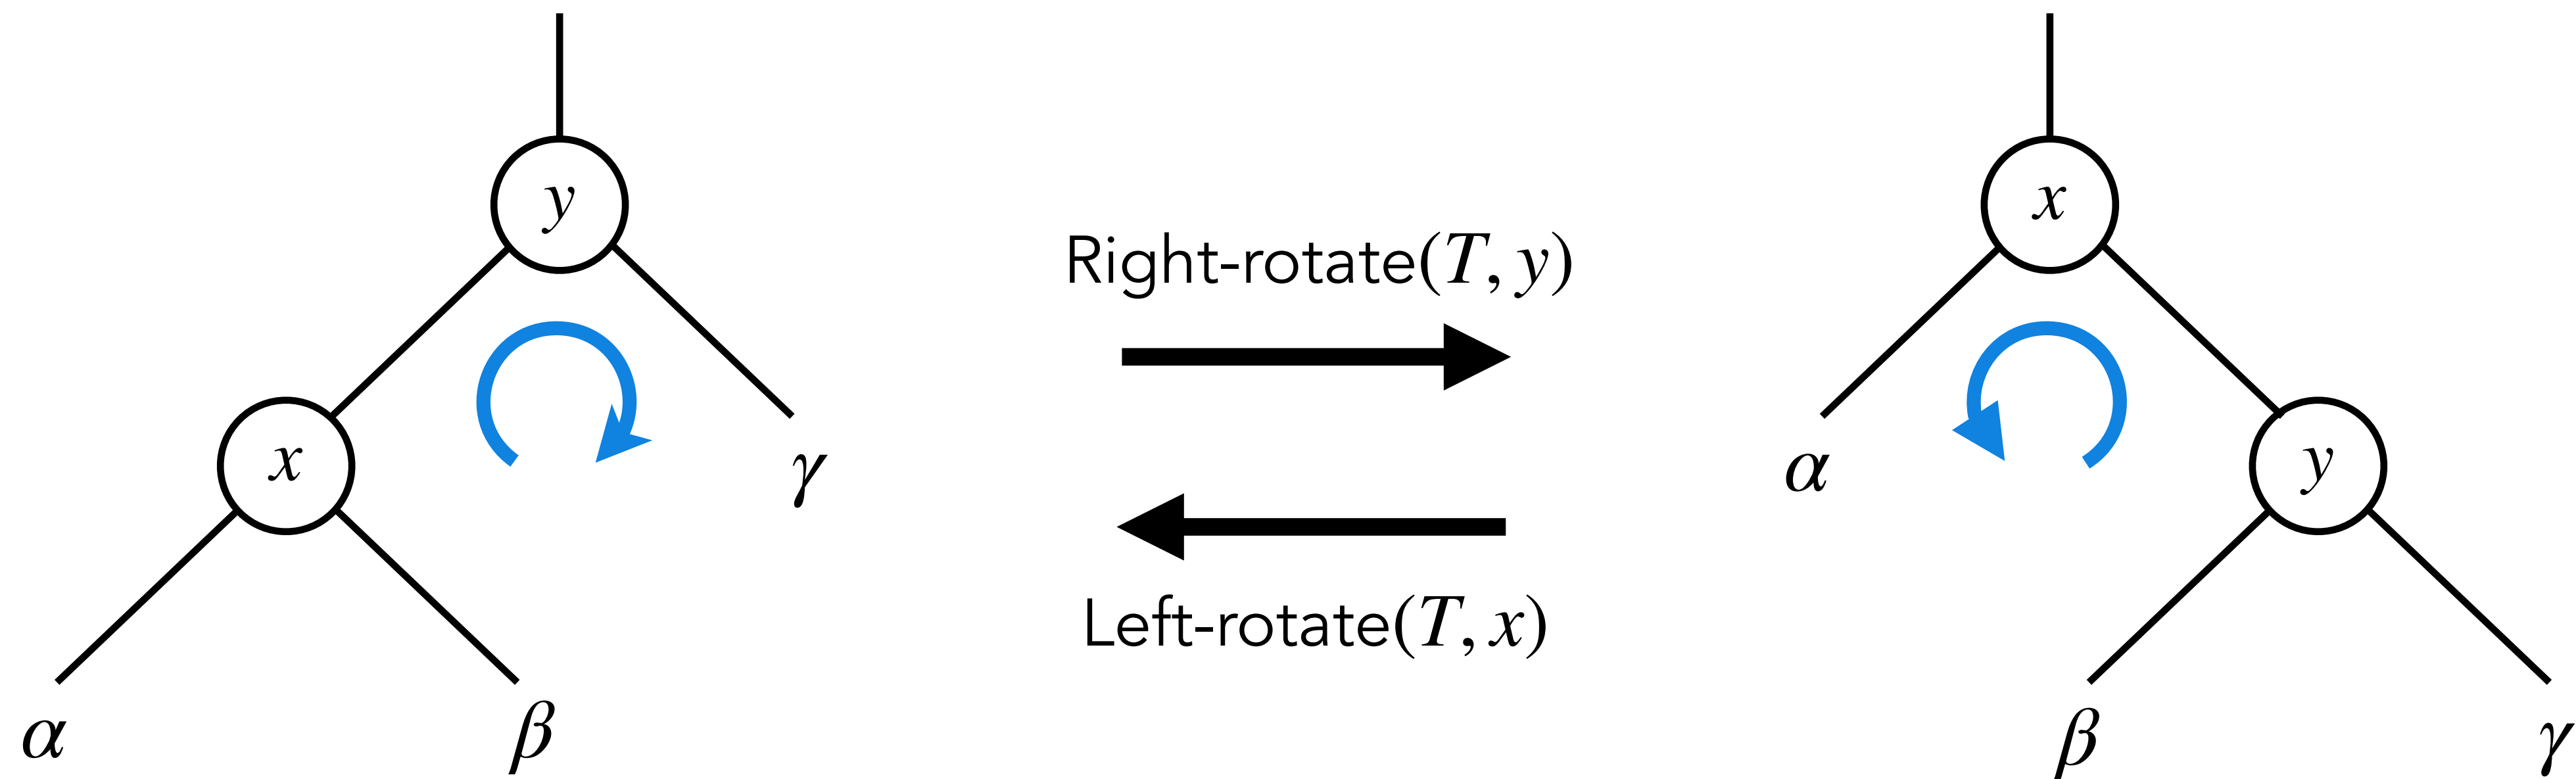 y
x
γ
α
β
Right-rotate(T, y)
Left-rotate(T, x)
x
α
y
β
γ